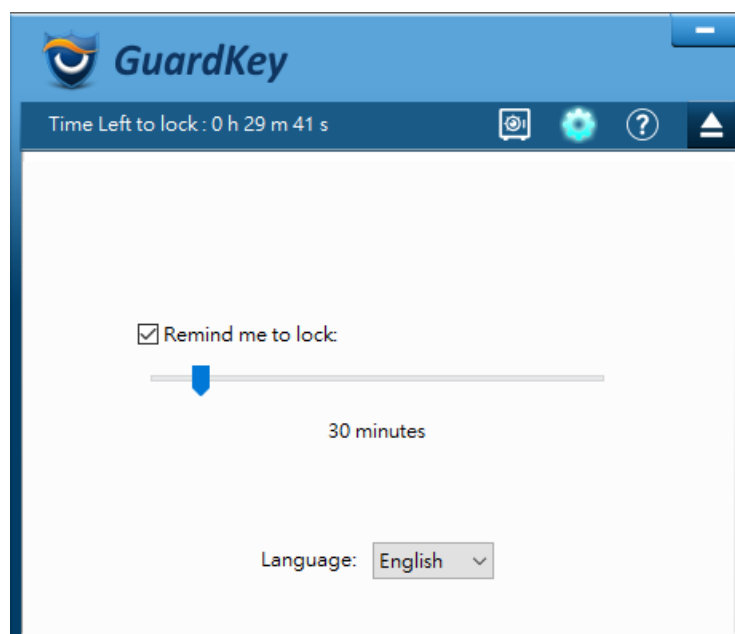 GuardKey
Time Left to lock : 0 h 29 m 41 s
?
Remind me to lock:
30 minutes
Language: English